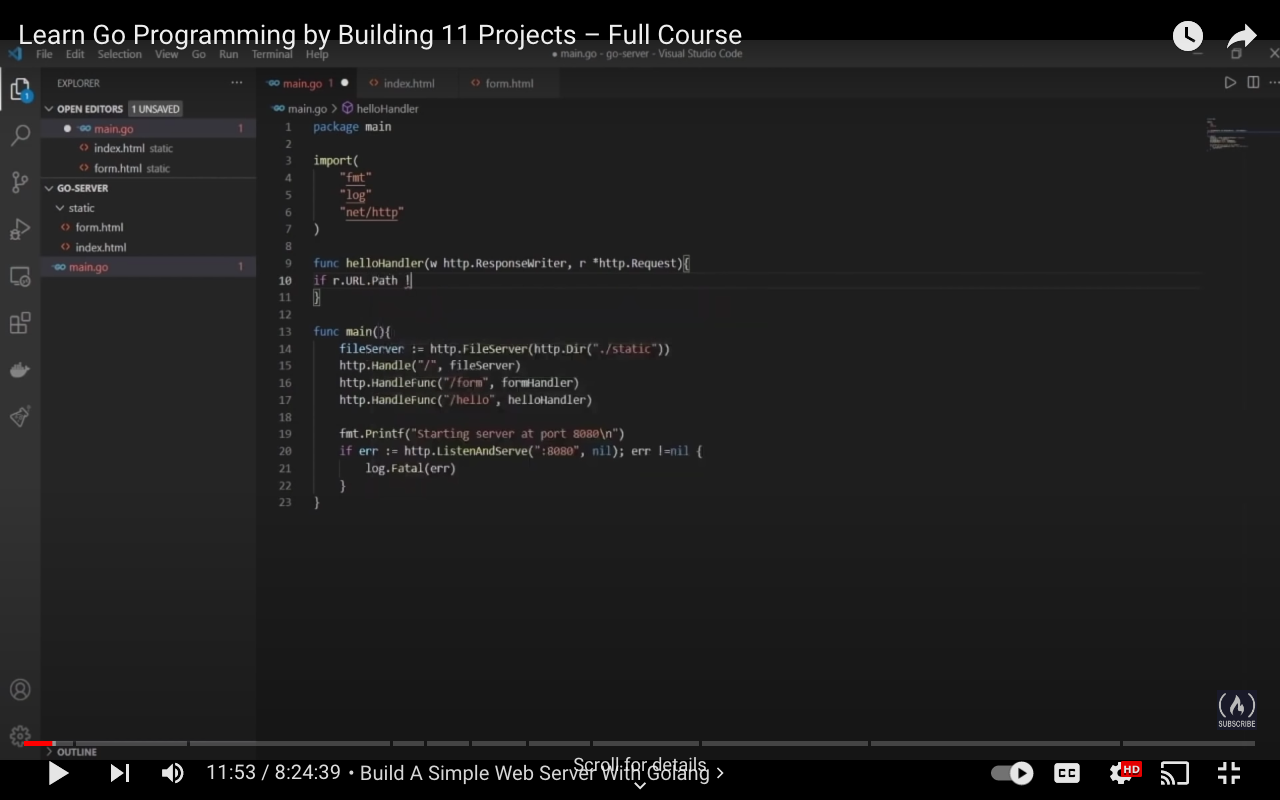 Learn Go Programming by Building 11 Projects – Full Course
File Edit Selection View Go Run Terminal Help
● main.go - go-server - Visual Studio Code
EXPLORER ···
main.go 1 ●
index.html
form.html
OPEN EDITORS 1 UNSAVED
main.go > helloHandler
● main.go 1
index.html static
form.html static
GO-SERVER
static
form.html
index.html
main.go 1
1
1 package main
2
3 import(
4 "fmt"
5 "log"
6 "net/http"
7 )
8
9 func helloHandler(w http.ResponseWriter, r *http.Request){
10 if r.URL.Path !
11 }
12
13 func main(){
14 fileServer := http.FileServer(http.Dir("./static"))
15 http.Handle("/", fileServer)
16 http.HandleFunc("/form", formHandler)
17 http.HandleFunc("/hello", helloHandler)
18
19 fmt.Printf("Starting server at port 8080\n")
20 if err := http.ListenAndServe(":8080", nil); err !=nil {
21 log.Fatal(err)
22 }
23 }
SUBSCRIBE
OUTLINE
Scroll for details
11:53 / 8:24:39 • Build A Simple Web Server With Golang >
CC
HD